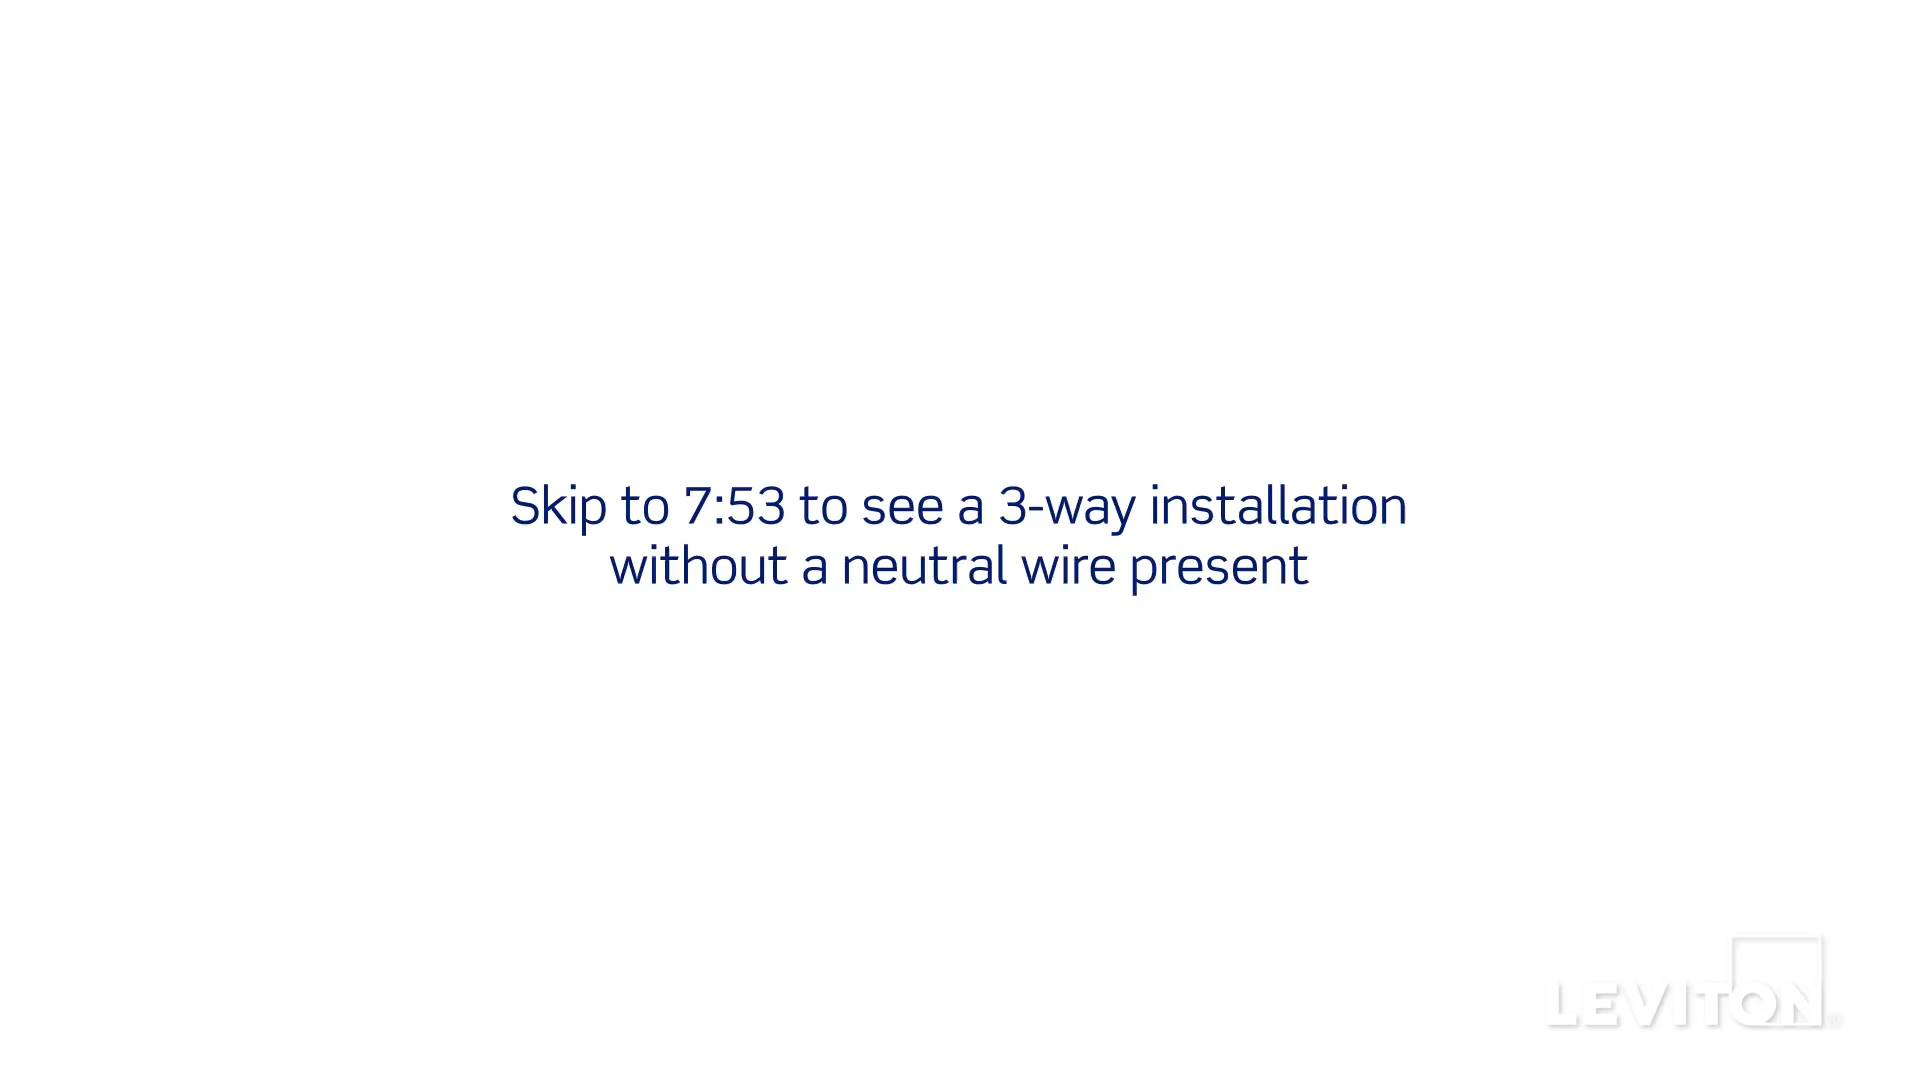 Skip to 7:53 to see a 3-way installation
without a neutral wire present
LEVITON